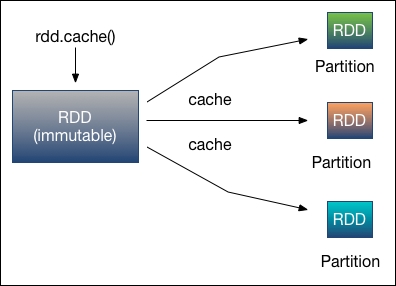 rdd.cache()
RDD
(immutable)
cache
cache
RDD
Partition
RDD
Partition
RDD
Partition